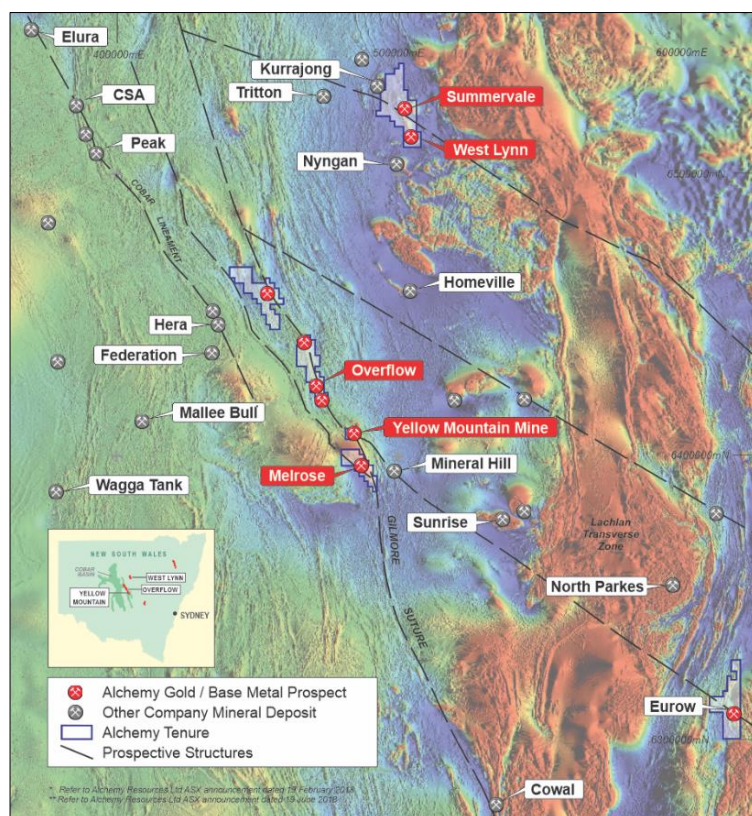 Elura
400000mE
500000mE
600000mE
Kurrajong
CSA
Tritton
Summervale
Peak
West Lynn
Nyngan
6500000mN
COBAR
LINEAMENT
Homeville
Hera
Federation
Overflow
Mallee Bull
Yellow Mountain Mine
Melrose
Mineral Hill
6400000mN
Wagga Tank
Sunrise
GILMORE
Lachlan
Transverse
Zone
NEW SOUTH WALES
COBAR
BASIN
WEST LYNN
OVERFLOW
YELLOW
MOUNTAIN
SYDNEY
North Parkes
SUTURE
Alchemy Gold / Base Metal Prospect
Other Company Mineral Deposit
Alchemy Tenure
Prospective Structures
Eurow
6300000mN
* Refer to Alchemy Resources Ltd ASX announcement dated 19 February 2018
** Refer to Alchemy Resources Ltd ASX announcement dated 19 June 2018
Cowal